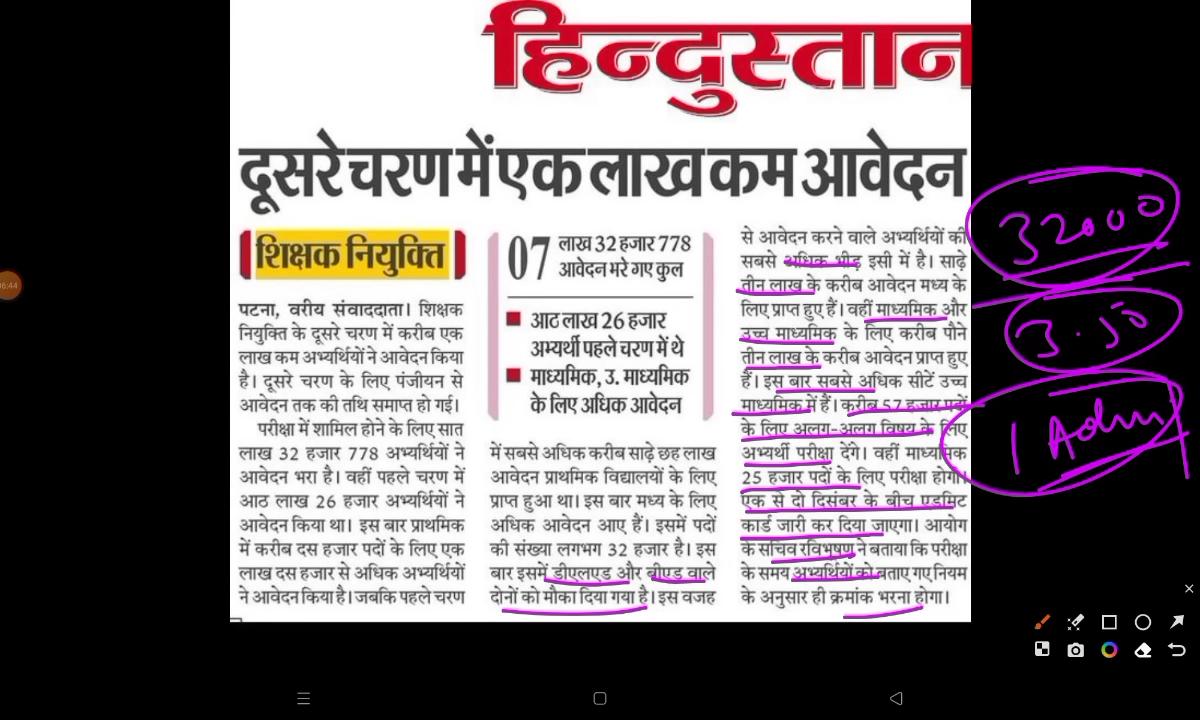 हिन्दुस्तान
दूसरे चरण में एक लाख कम आवेदन
शिक्षक नियुक्ति
पटना, वरीय संवाददाता। शिक्षक
नियुक्ति के दूसरे चरण में करीब एक
लाख कम अभ्यर्थियों ने आवेदन किया
है। दूसरे चरण के लिए पंजीयन से
आवेदन तक की तथि समाप्त हो गई।
परीक्षा में शामिल होने के लिए सात
लाख 32 हजार 778 अभ्यर्थियों ने
आवेदन भरा है। वहीं पहले चरण में
आठ लाख 26 हजार अभ्यर्थियों ने
आवेदन किया था। इस बार प्राथमिक
में करीब दस हजार पदों के लिए एक
लाख दस हजार से अधिक अभ्यर्थियों
ने आवेदन किया है। जबकि पहले चरण
07 लाख 32 हजार 778
आवेदन भरे गए कुल
आठ लाख 26 हजार
अभ्यर्थी पहले चरण में थे
माध्यमिक, उ. माध्यमिक
के लिए अधिक आवेदन
में सबसे अधिक करीब साढ़े छह लाख
आवेदन प्राथमिक विद्यालयों के लिए
प्राप्त हुआ था। इस बार मध्य के लिए
अधिक आवेदन आए हैं। इसमें पदों
की संख्या लगभग 32 हजार है। इस
बार इसमें डीएलएड और बीएड वाले
दोनों को मौका दिया गया है। इस वजह
से आवेदन करने वाले अभ्यर्थियों की
सबसे अधिक भीड़ इसी में है। साढ़े
तीन लाख के करीब आवेदन मध्य के
लिए प्राप्त हुए हैं। वहीं माध्यमिक और
उच्च माध्यमिक के लिए करीब पौने
तीन लाख के करीब आवेदन प्राप्त हुए
हैं। इस बार सबसे अधिक सीटें उच्च
माध्यमिक में हैं। करीब 57 हजार पदों
के लिए अलग-अलग विषय के लिए
अभ्यर्थी परीक्षा देंगे। वहीं माध्यमिक
25 हजार पदों के लिए परीक्षा होगी।
एक से दो दिसंबर के बीच एडमिट
कार्ड जारी कर दिया जाएगा। आयोग
के सचिव रविभूषण ने बताया कि परीक्षा
के समय अभ्यर्थियों को बताए गए नियम
के अनुसार ही क्रमांक भरना होगा।
32000
3.50
1 Adm